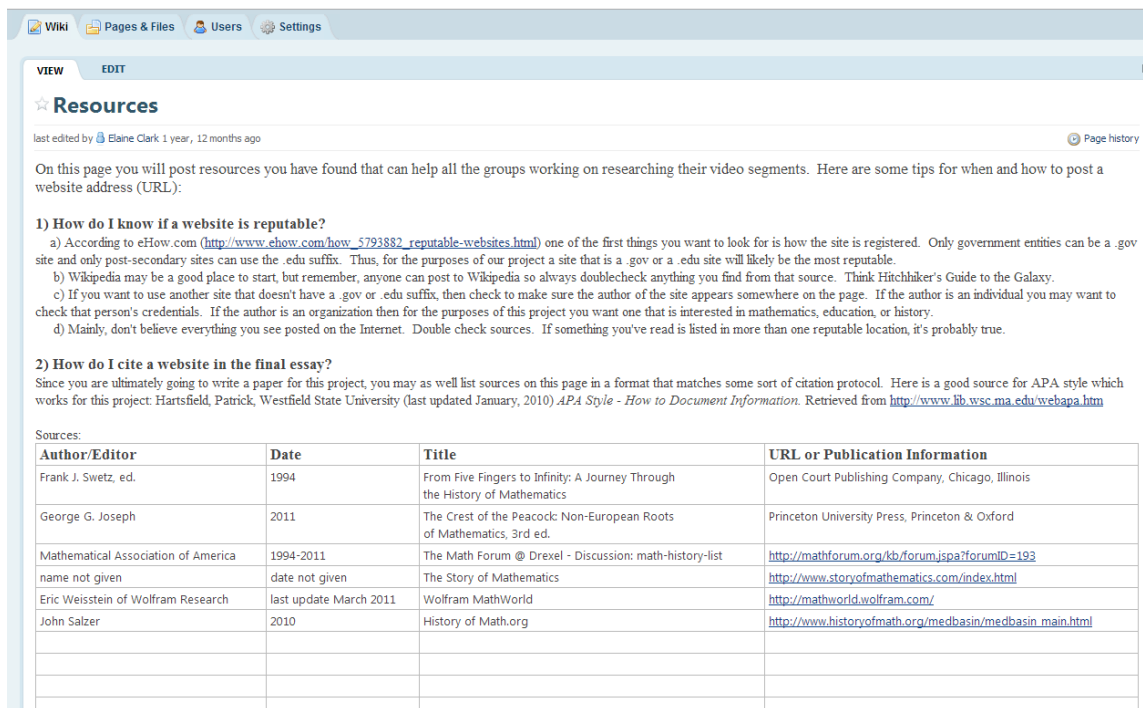 Wiki Pages & Files Users Settings
VIEW EDIT
Resources
last edited by Elaine Clark 1 year, 12 months ago Page history
On this page you will post resources you have found that can help all the groups working on researching their video segments. Here are some tips for when and how to post a
website address (URL):
1) How do I know if a website is reputable?
a) According to eHow.com (http://www.ehow.com/how_5793882_reputable-websites.html) one of the first things you want to look for is how the site is registered. Only government entities can be a .gov
site and only post-secondary sites can use the .edu suffix. Thus, for the purposes of our project a site that is a .gov or a .edu site will likely be the most reputable.
b) Wikipedia may be a good place to start, but remember, anyone can post to Wikipedia so always doublecheck anything you find from that source. Think Hitchhiker's Guide to the Galaxy.
c) If you want to use another site that doesn't have a .gov or .edu suffix, then check to make sure the author of the site appears somewhere on the page. If the author is an individual you may want to
check that person's credentials. If the author is an organization then for the purposes of this project you want one that is interested in mathematics, education, or history.
d) Mainly, don't believe everything you see posted on the Internet. Double check sources. If something you've read is listed in more than one reputable location, it's probably true.
2) How do I cite a website in the final essay?
Since you are ultimately going to write a paper for this project, you may as well list sources on this page in a format that matches some sort of citation protocol. Here is a good source for APA style which
works for this project: Hartsfield, Patrick, Westfield State University (last updated January, 2010) APA Style - How to Document Information. Retrieved from http://www.lib.wsc.ma.edu/webapa.htm
Sources:
Author/Editor Date Title URL or Publication Information
Frank J. Swetz, ed. 1994 From Five Fingers to Infinity: A Journey Through Open Court Publishing Company, Chicago, Illinois
the History of Mathematics
George G. Joseph 2011 The Crest of the Peacock: Non-European Roots Princeton University Press, Princeton & Oxford
of Mathematics, 3rd ed.
Mathematical Association of America 1994-2011 The Math Forum @ Drexel - Discussion: math-history-list http://mathforum.org/kb/forum.jspa?forumID=193
name not given date not given The Story of Mathematics http://www.storyofmathematics.com/index.html
Eric Weisstein of Wolfram Research last update March 2011 Wolfram MathWorld http://mathworld.wolfram.com/
John Salzer 2010 History of Math.org http://www.historyofmath.org/medbasin/medbasin_main.html